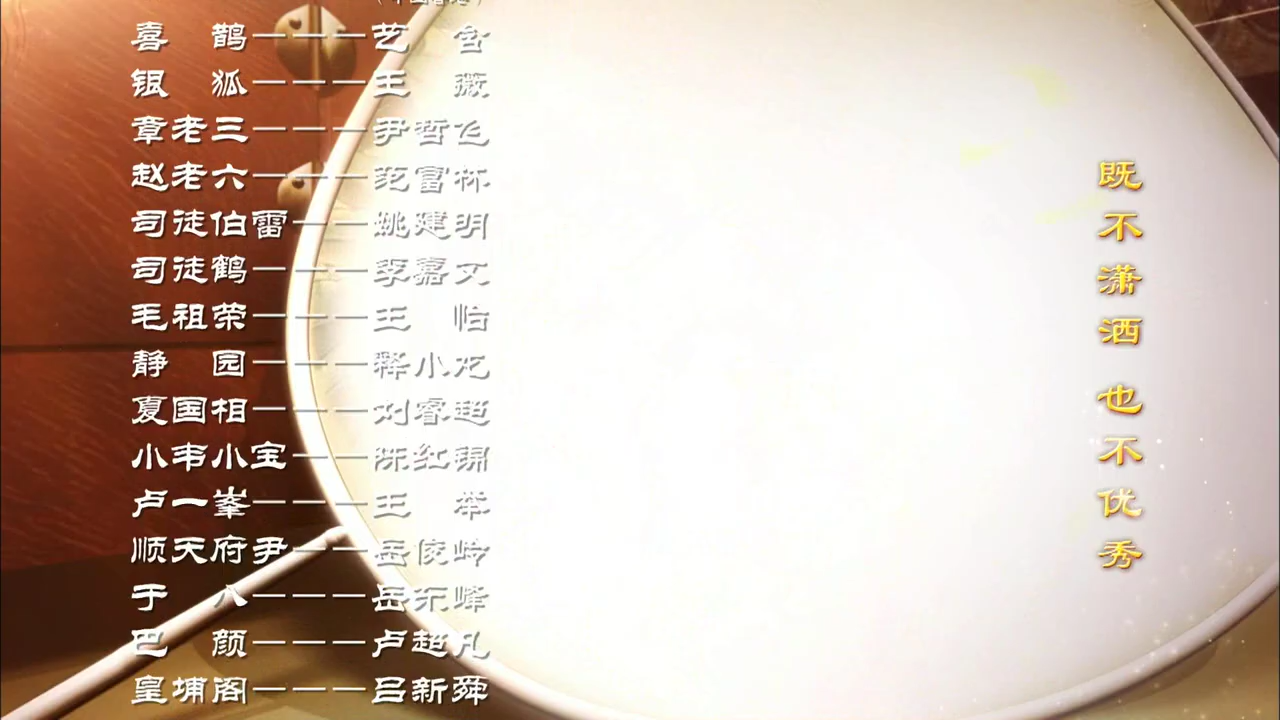 喜鹊———艺含
银狐———王薇
章老三———尹哲飞
赵老六———范富林
司徒伯雷——姚建明
司徒鹤———李嘉文
毛祖荣———王怡
静园———释小龙
夏国相———刘睿超
小韦小宝——陈红锦
卢一峯———王举
顺天府尹——岳俊岭
于八———岳东峰
巴颜———卢超凡
皇埔阁———吕新舜
既不潇洒 也不优秀